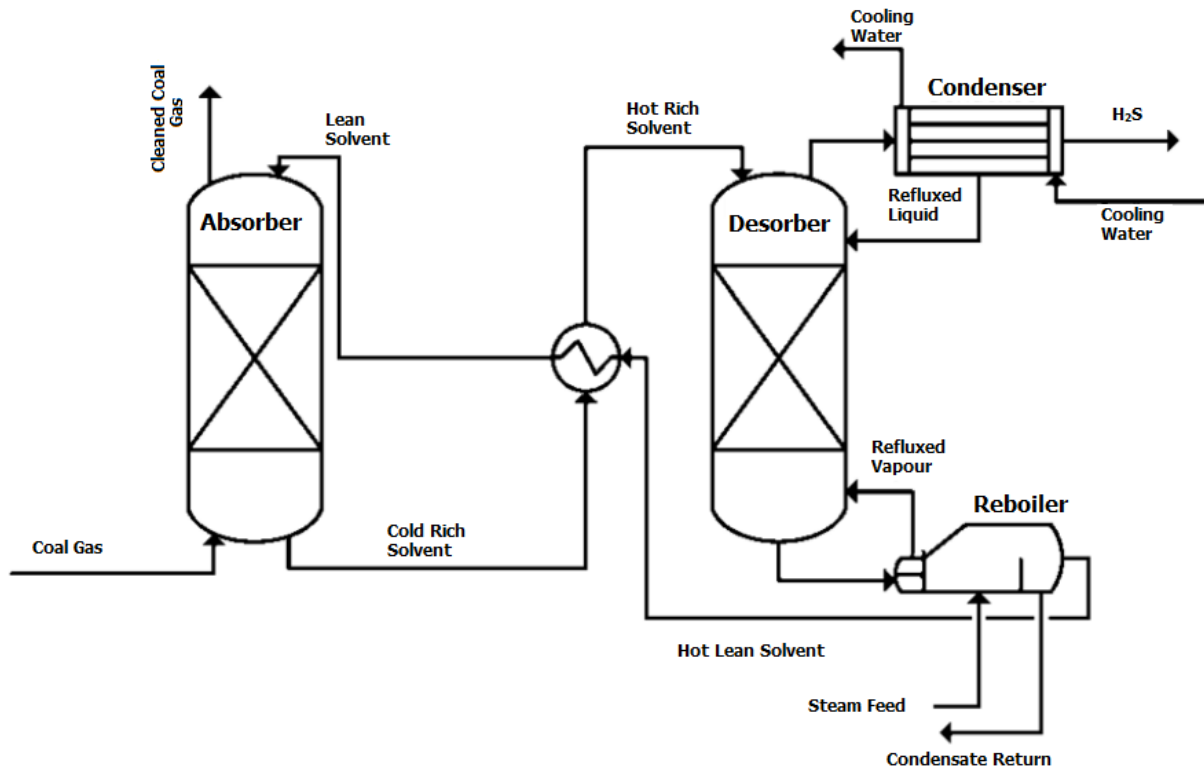 Cooling
Water
Condenser
Cleaned Coal
Gas
Lean
Solvent
Hot Rich
Solvent
H₂S
Absorber
Desorber
Refluxed
Liquid
Cooling
Water
Refluxed
Vapour
Reboiler
Cold Rich
Solvent
Coal Gas
Hot Lean Solvent
Steam Feed
Condensate Return